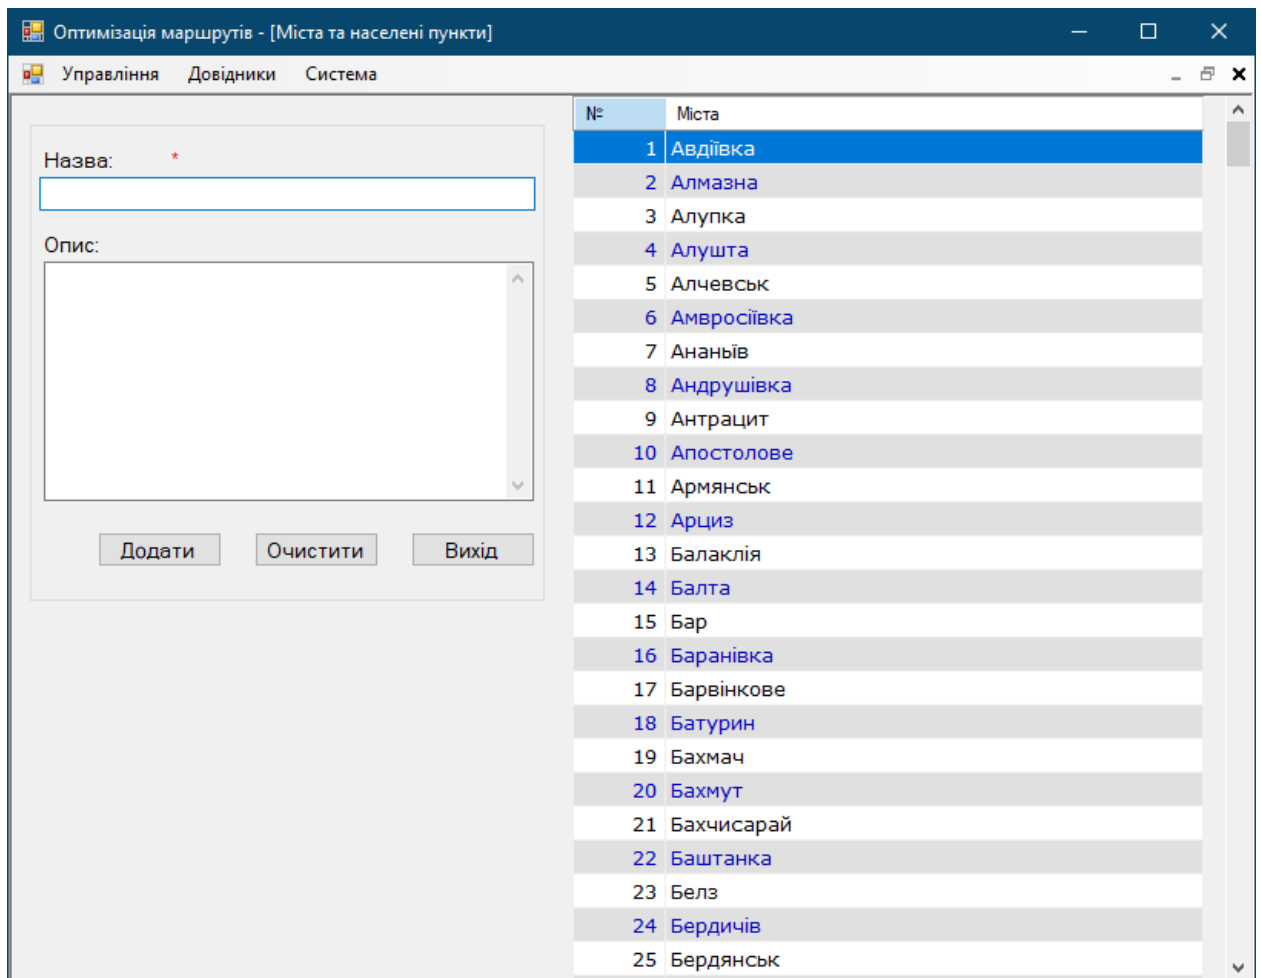 Оптимізація маршрутів - [Міста та населені пункти]
Управління Довідники Система
Назва: *
Опис:
Додати Очистити Вихід
№ Міста
1 Авдіївка
2 Алмазна
3 Алупка
4 Алушта
5 Алчевськ
6 Амвросіївка
7 Ананьїв
8 Андрушівка
9 Антрацит
10 Апостолове
11 Армянськ
12 Арциз
13 Балаклія
14 Балта
15 Бар
16 Баранівка
17 Барвінкове
18 Батурин
19 Бахмач
20 Бахмут
21 Бахчисарай
22 Баштанка
23 Белз
24 Бердичів
25 Бердянськ